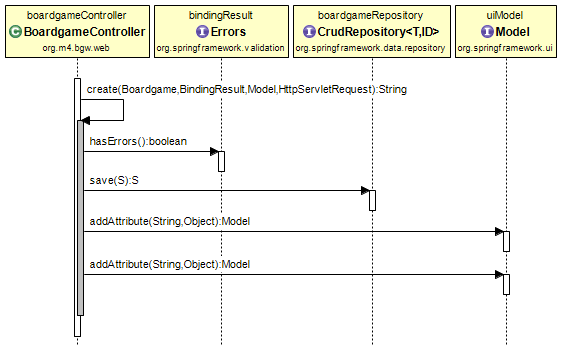 boardgameController
C BoardgameController
org.m4.bgw.web
bindingResult
I Errors
org.springframework.validation
boardgameRepository
I CrudRepository<T,ID>
org.springframework.data.repository
uiModel
I Model
org.springframework.ui
create(Boardgame,BindingResult,Model,HttpServletRequest):String
hasErrors():boolean
save(S):S
addAttribute(String,Object):Model
addAttribute(String,Object):Model